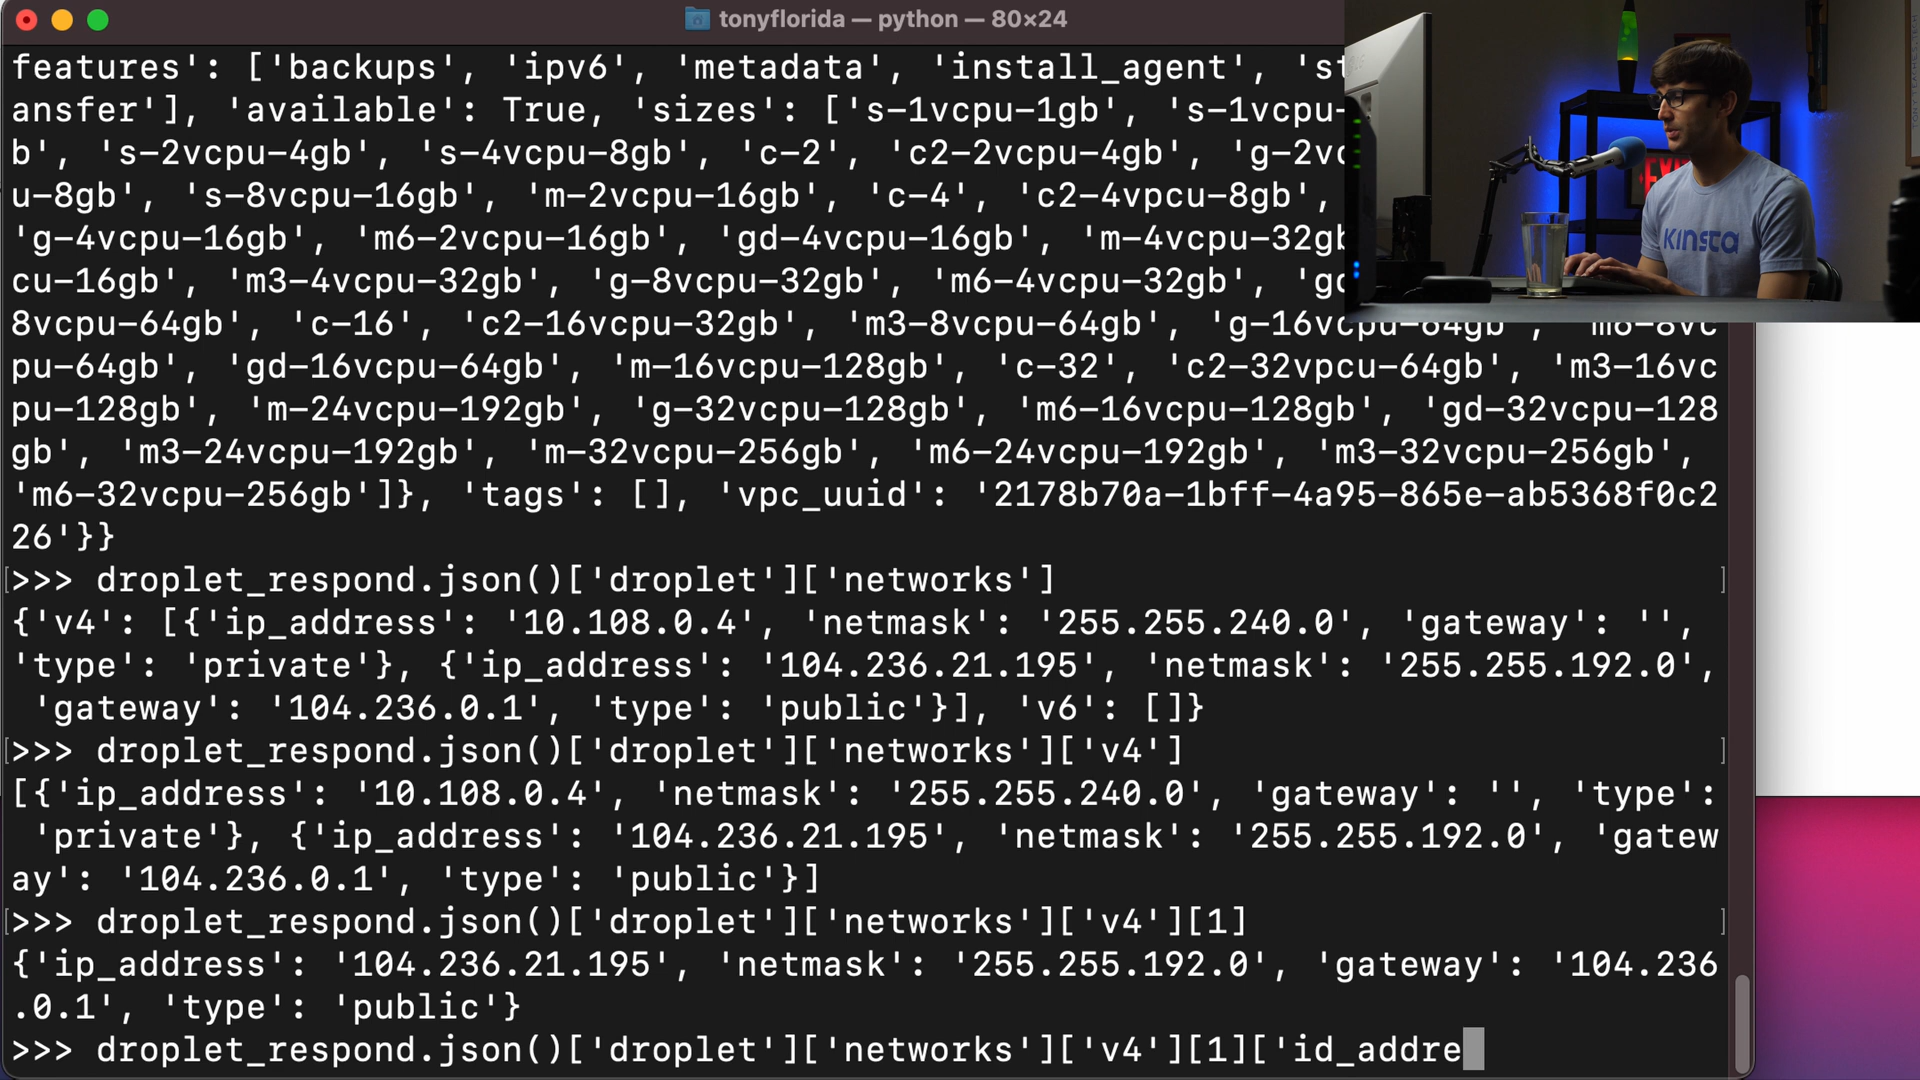 tonyflorida — python — 80×24
features': ['backups', 'ipv6', 'metadata', 'install_agent', 'st
ansfer'], 'available': True, 'sizes': ['s-1vcpu-1gb', 's-1vcpu-
b', 's-2vcpu-4gb', 's-4vcpu-8gb', 'c-2', 'c2-2vcpu-4gb', 'g-2vc
u-8gb', 's-8vcpu-16gb', 'm-2vcpu-16gb', 'c-4', 'c2-4vpcu-8gb',
'g-4vcpu-16gb', 'm6-2vcpu-16gb', 'gd-4vcpu-16gb', 'm-4vcpu-32gb
cu-16gb', 'm3-4vcpu-32gb', 'g-8vcpu-32gb', 'm6-4vcpu-32gb', 'gd
8vcpu-64gb', 'c-16', 'c2-16vcpu-32gb', 'm3-8vcpu-64gb', 'g-16vcpu-64gb', 'm6-8vc
pu-64gb', 'gd-16vcpu-64gb', 'm-16vcpu-128gb', 'c-32', 'c2-32vpcu-64gb', 'm3-16vc
pu-128gb', 'm-24vcpu-192gb', 'g-32vcpu-128gb', 'm6-16vcpu-128gb', 'gd-32vcpu-128
gb', 'm3-24vcpu-192gb', 'm-32vcpu-256gb', 'm6-24vcpu-192gb', 'm3-32vcpu-256gb',
'm6-32vcpu-256gb']}, 'tags': [], 'vpc_uuid': '2178b70a-1bff-4a95-865e-ab5368f0c2
26'}}
>>> droplet_respond.json()['droplet']['networks']
{'v4': [{'ip_address': '10.108.0.4', 'netmask': '255.255.240.0', 'gateway': '',
'type': 'private'}, {'ip_address': '104.236.21.195', 'netmask': '255.255.192.0',
 'gateway': '104.236.0.1', 'type': 'public'}], 'v6': []}
>>> droplet_respond.json()['droplet']['networks']['v4']
[{'ip_address': '10.108.0.4', 'netmask': '255.255.240.0', 'gateway': '', 'type':
 'private'}, {'ip_address': '104.236.21.195', 'netmask': '255.255.192.0', 'gatew
ay': '104.236.0.1', 'type': 'public'}]
>>> droplet_respond.json()['droplet']['networks']['v4'][1]
{'ip_address': '104.236.21.195', 'netmask': '255.255.192.0', 'gateway': '104.236
.0.1', 'type': 'public'}
>>> droplet_respond.json()['droplet']['networks']['v4'][1]['id_addre
KINSTA